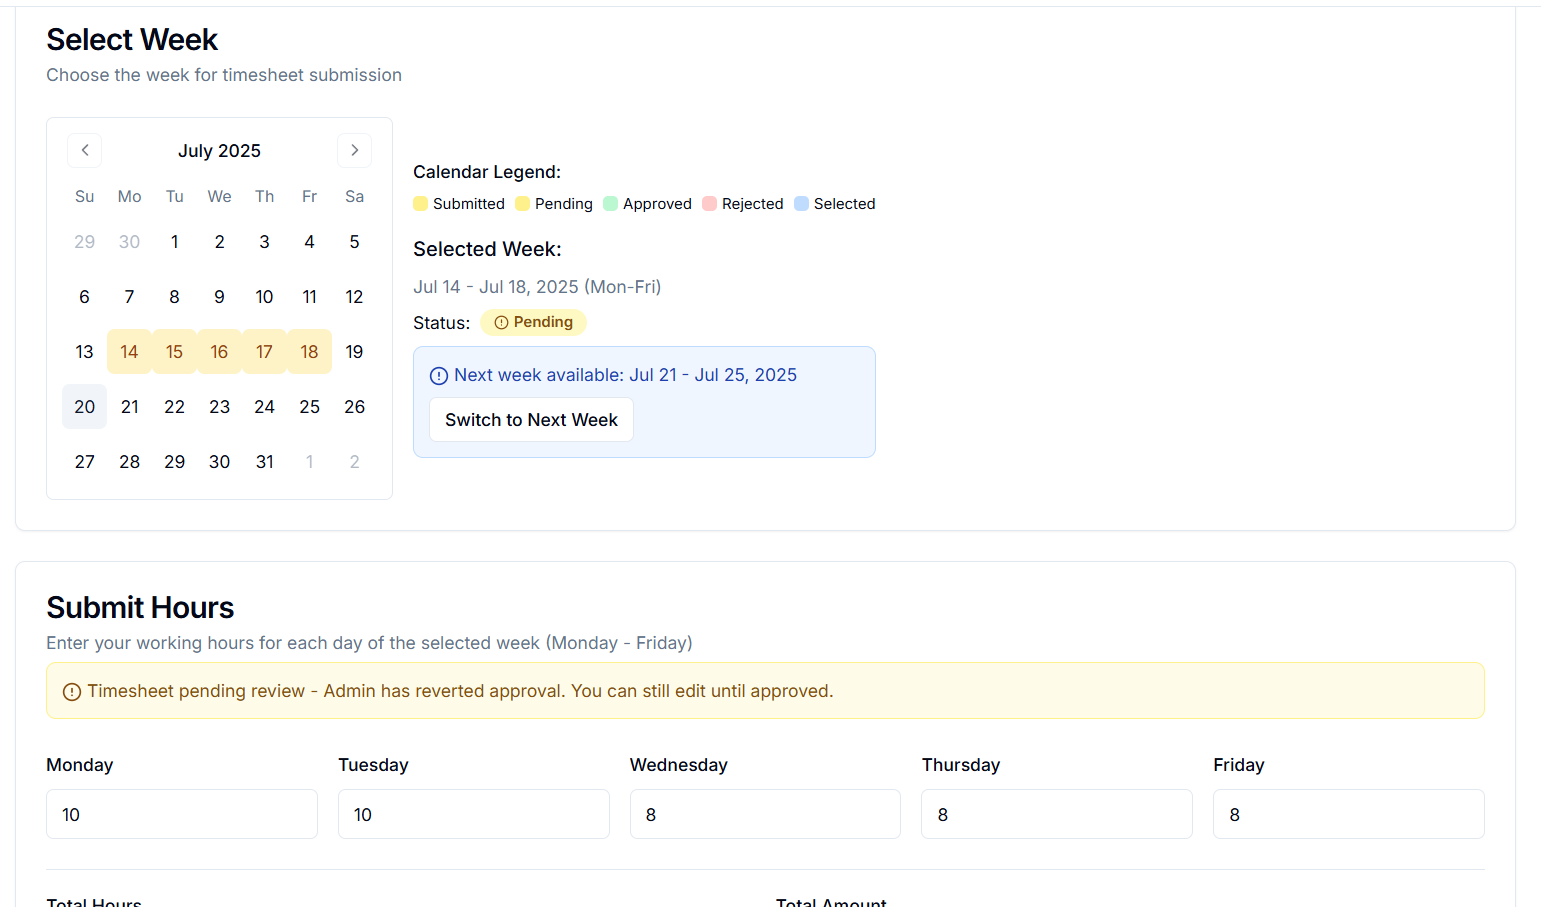 Select Week
Choose the week for timesheet submission
July 2025
Su Mo Tu We Th Fr Sa
29 30 1 2 3 4 5
6 7 8 9 10 11 12
13 14 15 16 17 18 19
20 21 22 23 24 25 26
27 28 29 30 31 1 2
Calendar Legend:
Submitted Pending Approved Rejected Selected
Selected Week:
Jul 14 - Jul 18, 2025 (Mon-Fri)
Status: Pending
Next week available: Jul 21 - Jul 25, 2025
Switch to Next Week
Submit Hours
Enter your working hours for each day of the selected week (Monday - Friday)
Timesheet pending review - Admin has reverted approval. You can still edit until approved.
Monday Tuesday Wednesday Thursday Friday
10 10 8 8 8
Total Hours Total Amount